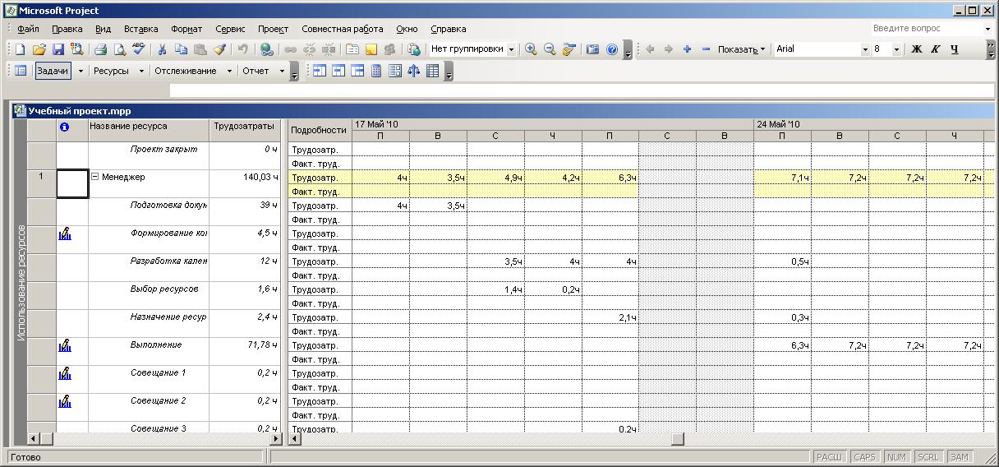 Microsoft Project
Файл Правка Вид Вставка Формат Сервис Проект Совместная работа Окно Справка Введите вопрос
Нет группировки Показать Arial 8 Ж К Ч
Задачи Ресурсы Отслеживание Отчет
Учебный проект.mpp
Название ресурса Трудозатраты Подробности 17 Май '10 24 Май '10
П В С Ч П С В П В С Ч
Проект закрыт 0 ч Трудозатр.
Факт. труд.
1 Менеджер 140,03 ч Трудозатр. 4ч 3,5ч 4,9ч 4,2ч 6,3ч 7,1ч 7,2ч 7,2ч 7,2ч
Факт. труд.
Подготовка докум 39 ч Трудозатр. 4ч 3,5ч
Факт. труд.
Формирование ко 4,5 ч Трудозатр.
Факт. труд.
Разработка кален 12 ч Трудозатр. 3,5ч 4ч 4ч 0,5ч
Факт. труд.
Выбор ресурсов 1,6 ч Трудозатр. 1,4ч 0,2ч
Факт. труд.
Назначение ресур 2,4 ч Трудозатр. 2,1ч 0,3ч
Факт. труд.
Выполнение 71,78 ч Трудозатр. 6,3ч 7,2ч 7,2ч 7,2ч
Факт. труд.
Совещание 1 0,2 ч Трудозатр.
Факт. труд.
Совещание 2 0,2 ч Трудозатр.
Факт. труд.
Совещание 3 0,2 ч Трудозатр. 0,2ч
Использование ресурсов
Готово РАСШ CAPS NUM SCRL ЗАМ